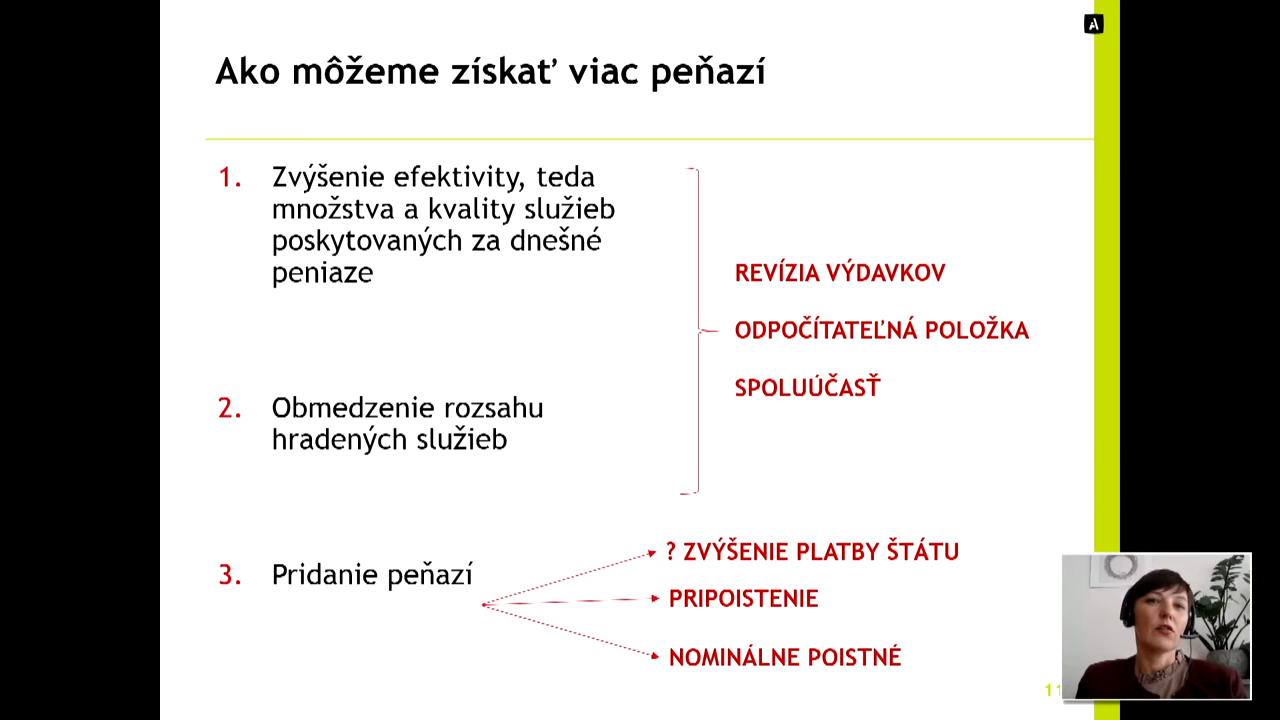 A
Ako môžeme získať viac peňazí
1. Zvýšenie efektivity, teda
množstva a kvality služieb
poskytovaných za dnešné
peniaze
REVÍZIA VÝDAVKOV
ODPOČÍTATEĽNÁ POLOŽKA
SPOLUÚČASŤ
2. Obmedzenie rozsahu
hradených služieb
3. Pridanie peňazí
? ZVÝŠENIE PLATBY ŠTÁTU
PRIPOISTENIE
NOMINÁLNE POISTNÉ
11